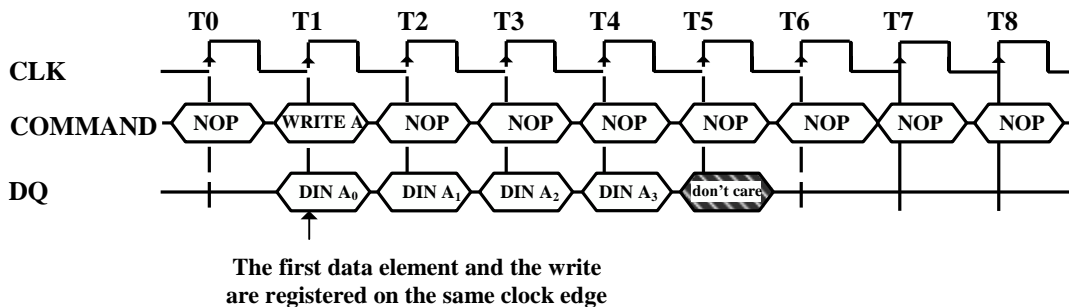 T0 T1 T2 T3 T4 T5 T6 T7 T8
CLK
COMMAND NOP WRITE A NOP NOP NOP NOP NOP NOP NOP
DQ DIN A₀ DIN A₁ DIN A₂ DIN A₃ don't care
The first data element and the write
are registered on the same clock edge